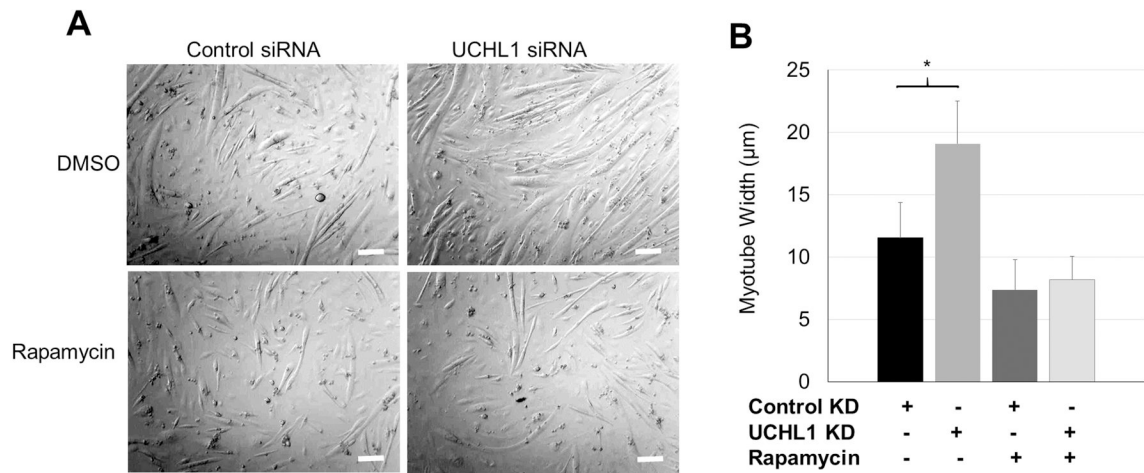 A
Control siRNA UCHL1 siRNA
DMSO
Rapamycin
B
Myotube Width (µm)
25
20
15
10
5
0
*
Control KD + - + -
UCHL1 KD - + - +
Rapamycin - - + +